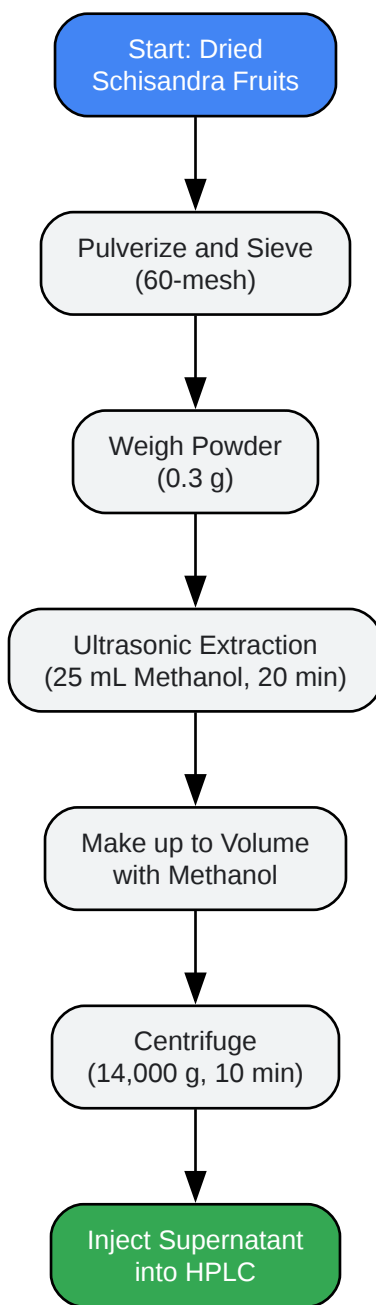 Start: Dried
Schisandra Fruits
Pulverize and Sieve
(60-mesh)
Weigh Powder
(0.3 g)
Ultrasonic Extraction
(25 mL Methanol, 20 min)
Make up to Volume
with Methanol
Centrifuge
(14,000 g, 10 min)
Inject Supernatant
into HPLC